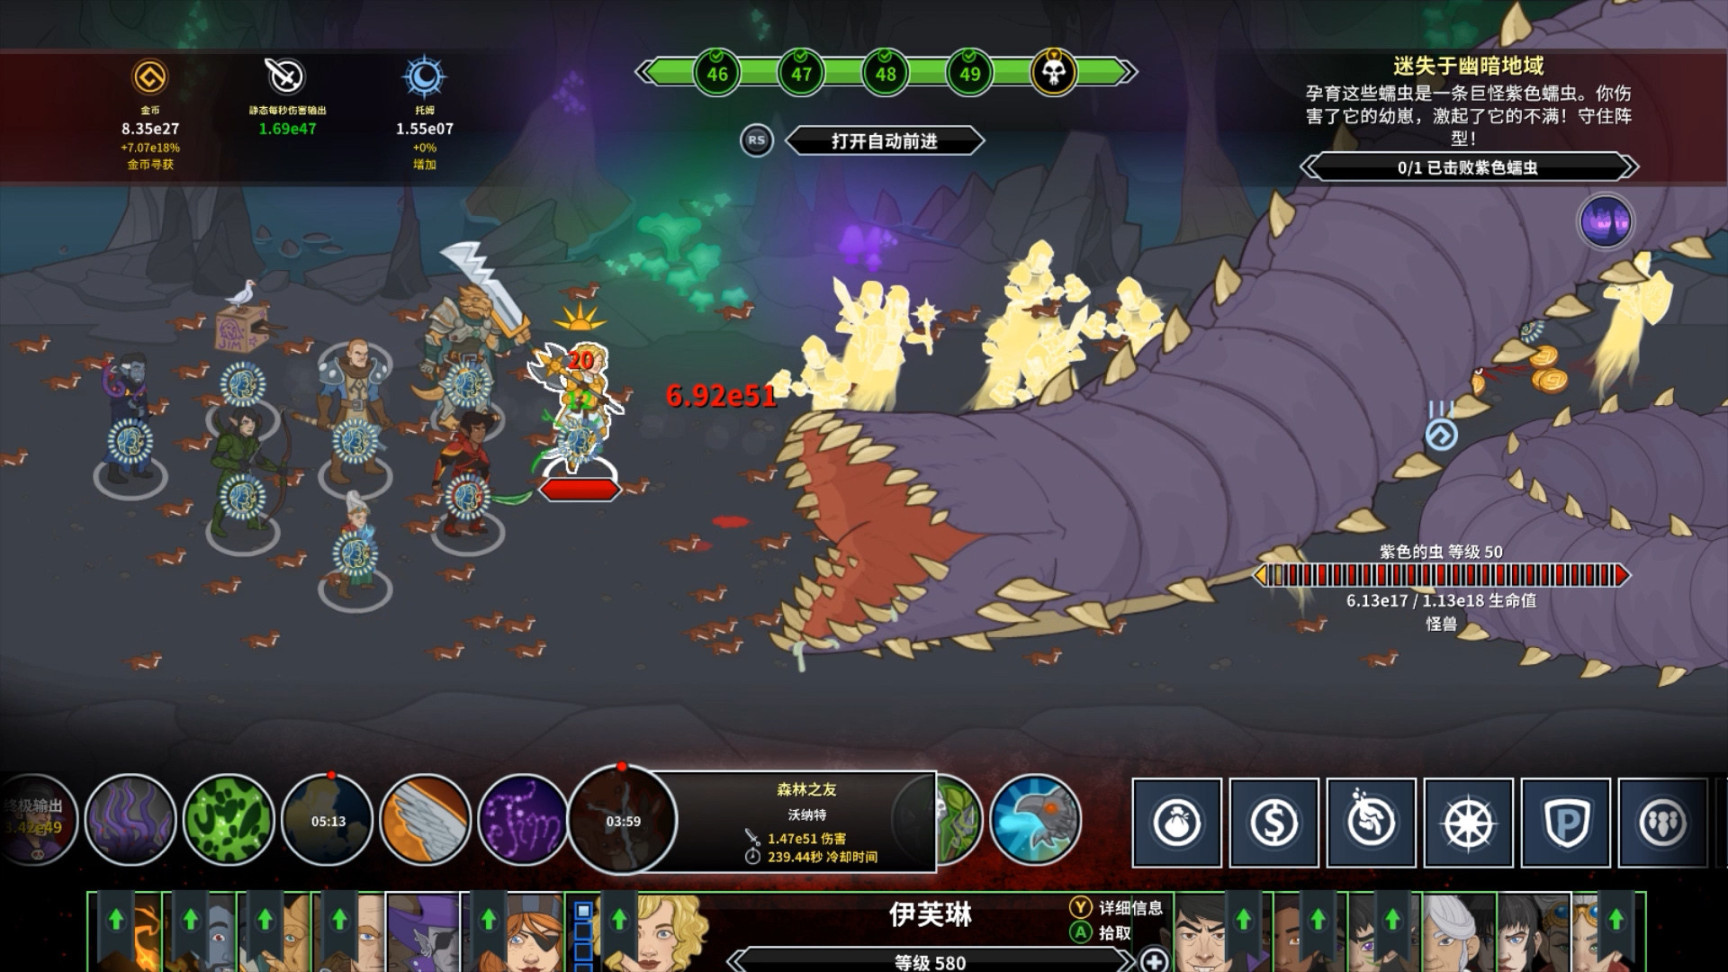 金币
8.35e27
+7.07e18%
金币寻获
静态每秒伤害输出
1.69e47
托姆
1.55e07
+0%
增加
46
47
48
49
RS
打开自动前进
迷失于幽暗地域
孕育这些蠕虫是一条巨怪紫色蠕虫。你伤
害了它的幼崽，激起了它的不满！守住阵
型！
0/1 已击败紫色蠕虫
JIM
20
6.92e51
紫色的虫 等级 50
6.13e17 / 1.13e18 生命值
怪兽
终极输出
3.42e49
05:13
03:59
森林之友
沃纳特
1.47e51 伤害
239.44秒 冷却时间
伊芙琳
Y 详细信息
A 拾取
等级 580